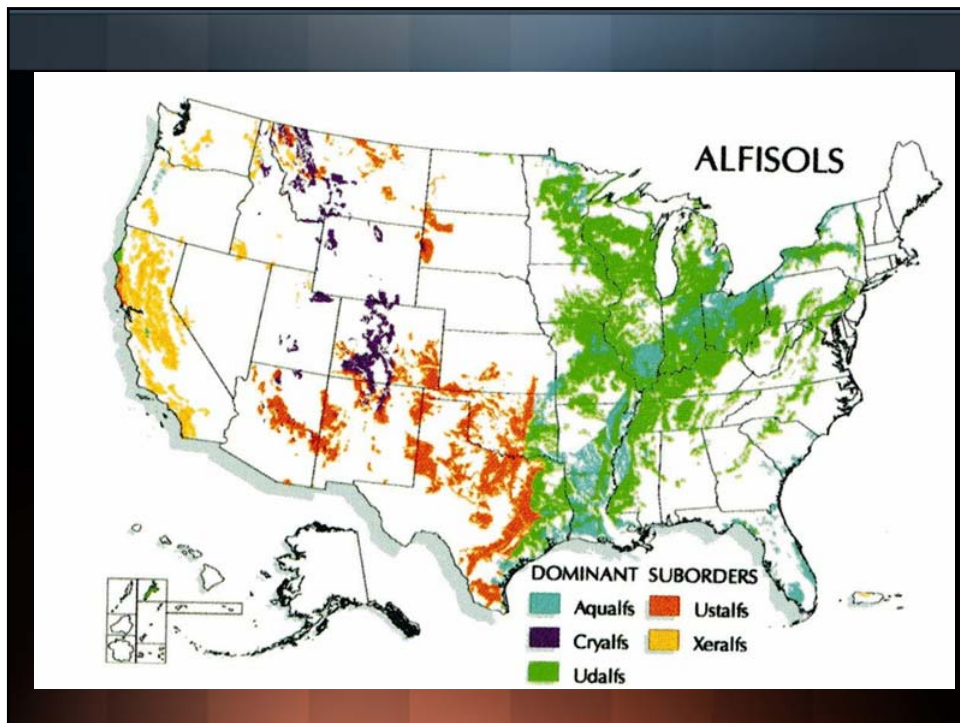 ALFISOLS
DOMINANT SUBORDERS
Aqualfs
Ustalfs
Cryalfs
Xeralfs
Udalfs